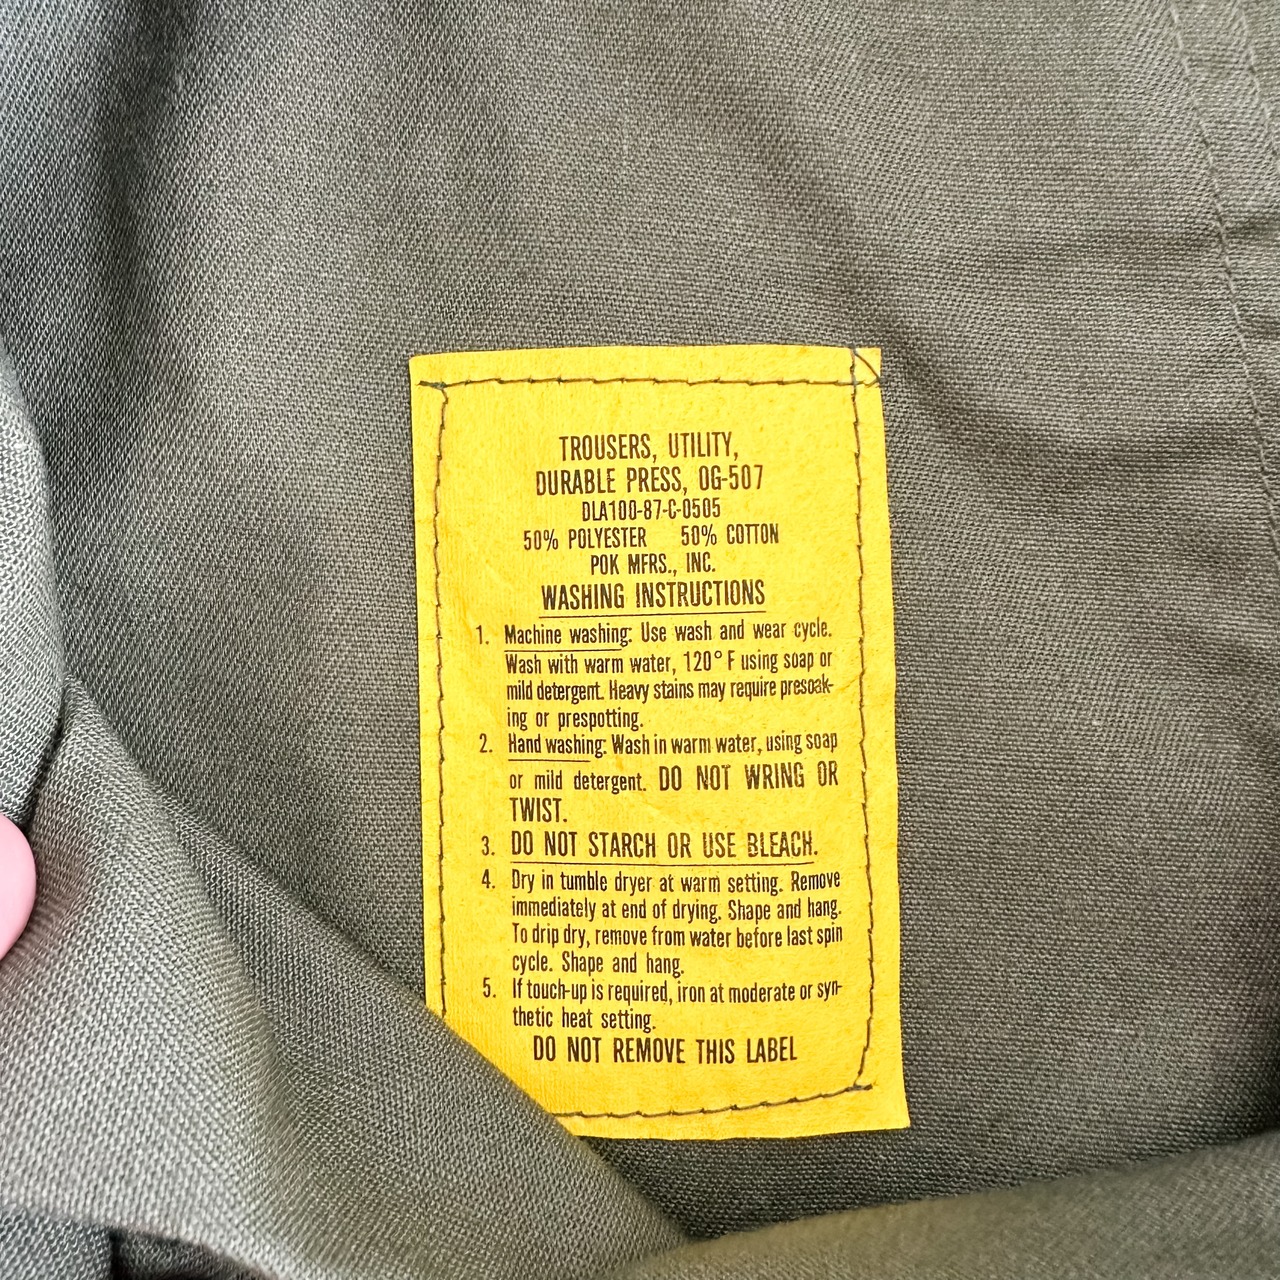 TROUSERS, UTILITY,
DURABLE PRESS, OG-507
DLA100-87-C-0505
50% POLYESTER 50% COTTON
POK MFRS., INC.
WASHING INSTRUCTIONS
1. Machine washing: Use wash and wear cycle.
Wash with warm water, 120° F using soap or
mild detergent. Heavy stains may require presoak-
ing or prespotting.
2. Hand washing: Wash in warm water, using soap
or mild detergent. DO NOT WRING OR
TWIST.
3. DO NOT STARCH OR USE BLEACH.
4. Dry in tumble dryer at warm setting. Remove
immediately at end of drying. Shape and hang.
To drip dry, remove from water before last spin
cycle. Shape and hang.
5. If touch-up is required, iron at moderate or syn-
thetic heat setting.
DO NOT REMOVE THIS LABEL